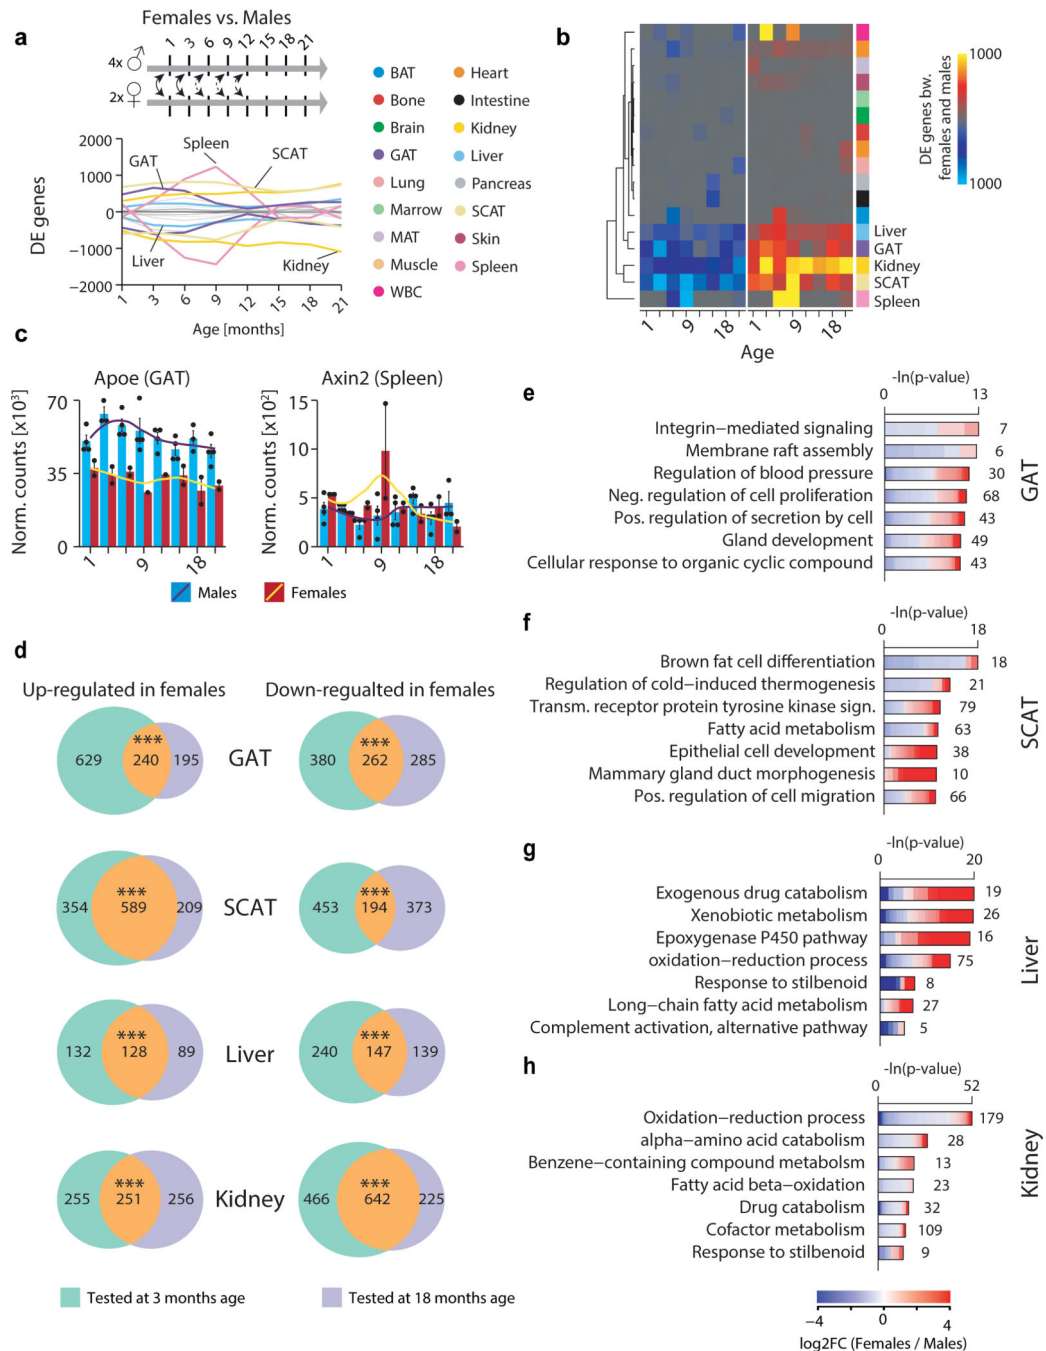 a
Females vs. Males
1 3 6 9 12 15 18 21
4x ♂
2x ♀
BAT
Bone
Brain
GAT
Lung
Marrow
MAT
Muscle
WBC
Heart
Intestine
Kidney
Liver
Pancreas
SCAT
Skin
Spleen
2000
1000
0
−1000
−2000
DE genes
GAT
Spleen
SCAT
Liver
Kidney
1 3 6 9 12 15 18 21
Age [months]
b
Liver
GAT
Kidney
SCAT
Spleen
1 9 18 1 9 18
Age
1000
1000
DE genes bw.
females and males
c
Apoe (GAT)
Norm. counts [x10³]
70
35
0
1 9 18
Axin2 (Spleen)
Norm. counts [x10²]
15
10
5
0
1 9 18
Males
Females
d
Up-regulated in females
Down-regualted in females
629 *** 240 195 GAT 380 *** 262 285
354 *** 589 209 SCAT 453 *** 194 373
132 *** 128 89 Liver 240 *** 147 139
255 *** 251 256 Kidney 466 *** 642 225
Tested at 3 months age
Tested at 18 months age
e
-ln(p-value)
0 13
Integrin−mediated signaling 7
Membrane raft assembly 6
Regulation of blood pressure 30
Neg. regulation of cell proliferation 68
Pos. regulation of secretion by cell 43
Gland development 49
Cellular response to organic cyclic compound 43
GAT
f
-ln(p-value)
0 18
Brown fat cell differentiation 18
Regulation of cold−induced thermogenesis 21
Transm. receptor protein tyrosine kinase sign. 79
Fatty acid metabolism 63
Epithelial cell development 38
Mammary gland duct morphogenesis 10
Pos. regulation of cell migration 66
SCAT
g
-ln(p-value)
0 20
Exogenous drug catabolism 19
Xenobiotic metabolism 26
Epoxygenase P450 pathway 16
oxidation−reduction process 75
Response to stilbenoid 8
Long−chain fatty acid metabolism 27
Complement activation, alternative pathway 5
Liver
h
-ln(p-value)
0 52
Oxidation−reduction process 179
alpha−amino acid catabolism 28
Benzene−containing compound metabolsm 13
Fatty acid beta−oxidation 23
Drug catabolism 32
Cofactor metabolism 109
Response to stilbenoid 9
Kidney
−4 0 4
log2FC (Females / Males)